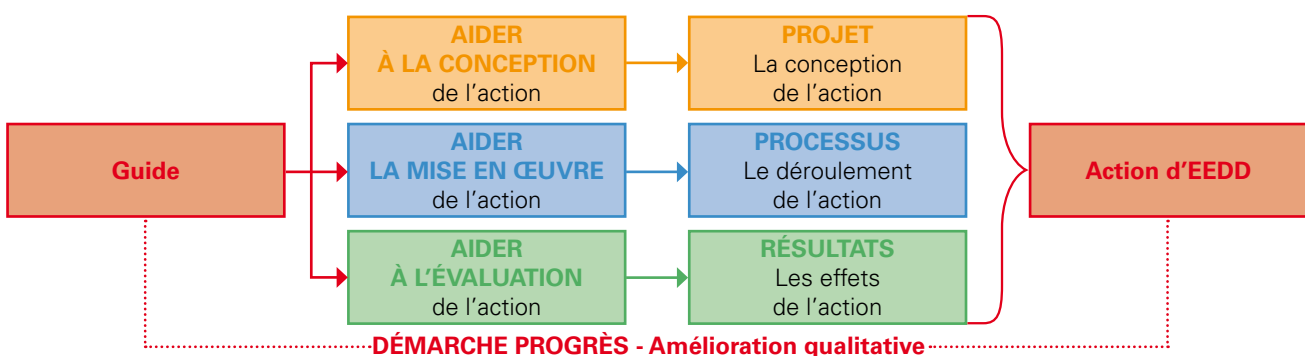 Guide
AIDER
À LA CONCEPTION
de l'action
PROJET
La conception
de l'action
AIDER
LA MISE EN ŒUVRE
de l'action
PROCESSUS
Le déroulement
de l'action
AIDER
À L'ÉVALUATION
de l'action
RÉSULTATS
Les effets
de l'action
Action d'EEDD
DÉMARCHE PROGRÈS - Amélioration qualitative